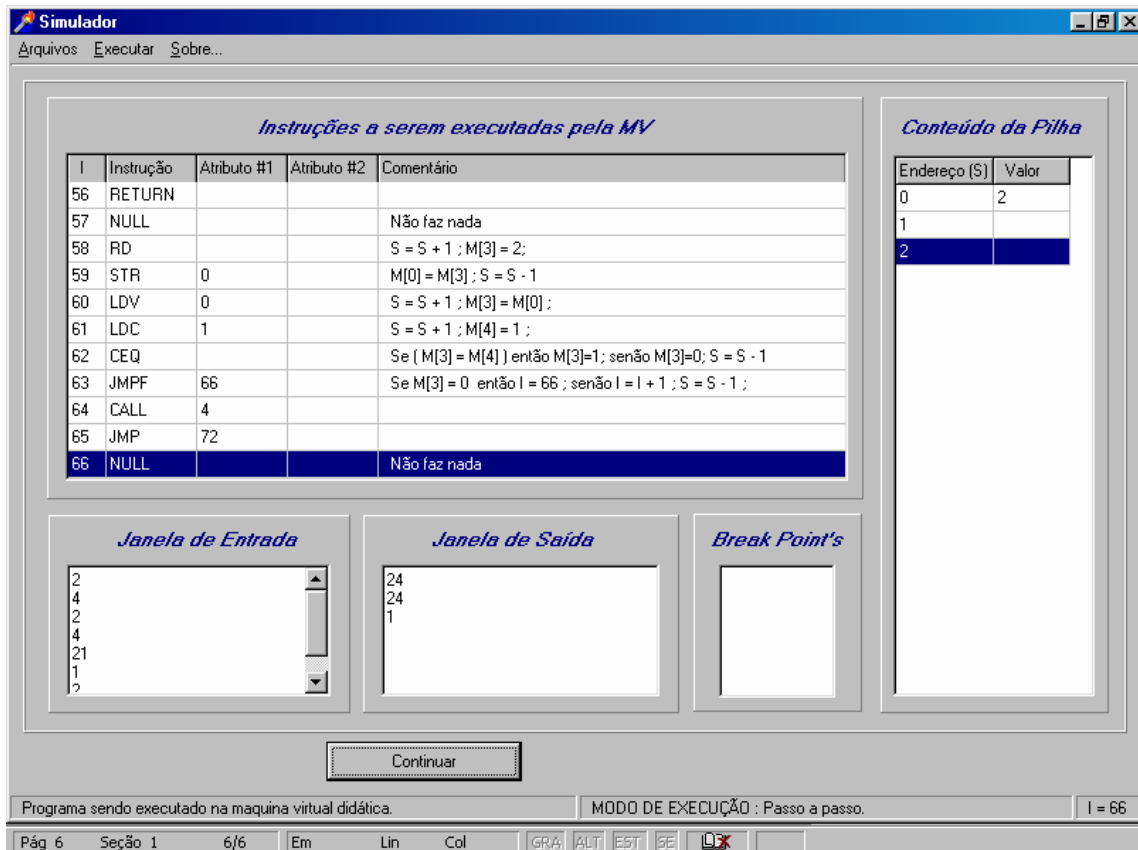 Simulador
Arquivos Executar Sobre...
Instruções a serem executadas pela MV
I Instrução Atributo #1 Atributo #2 Comentário
56 RETURN
57 NULL Não faz nada
58 RD S = S + 1 ; M[3] = 2;
59 STR 0 M[0] = M[3] ; S = S - 1
60 LDV 0 S = S + 1 ; M[3] = M[0] ;
61 LDC 1 S = S + 1 ; M[4] = 1 ;
62 CEQ Se ( M[3] = M[4] ) então M[3]=1; senão M[3]=0; S = S - 1
63 JMPF 66 Se M[3] = 0 então I = 66 ; senão I = I + 1 ; S = S - 1 ;
64 CALL 4
65 JMP 72
66 NULL Não faz nada
Conteúdo da Pilha
Endereço (S) Valor
0 2
1
2
Janela de Entrada
2
4
2
4
21
1
2
Janela de Saída
24
24
1
Break Point's
Continuar
Programa sendo executado na maquina virtual didática. MODO DE EXECUÇÃO : Passo a passo. I = 66
Pág 6 Seção 1 6/6 Em Lin Col GRA ALT EST SE